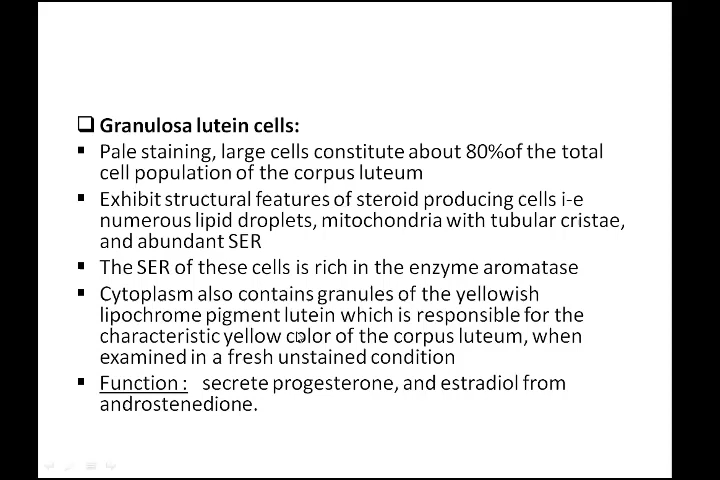 Granulosa lutein cells:
Pale staining, large cells constitute about 80%of the total
cell population of the corpus luteum
Exhibit structural features of steroid producing cells i-e
numerous lipid droplets, mitochondria with tubular cristae,
and abundant SER
The SER of these cells is rich in the enzyme aromatase
Cytoplasm also contains granules of the yellowish
lipochrome pigment lutein which is responsible for the
characteristic yellow color of the corpus luteum, when
examined in a fresh unstained condition
Function : secrete progesterone, and estradiol from
androstenedione.